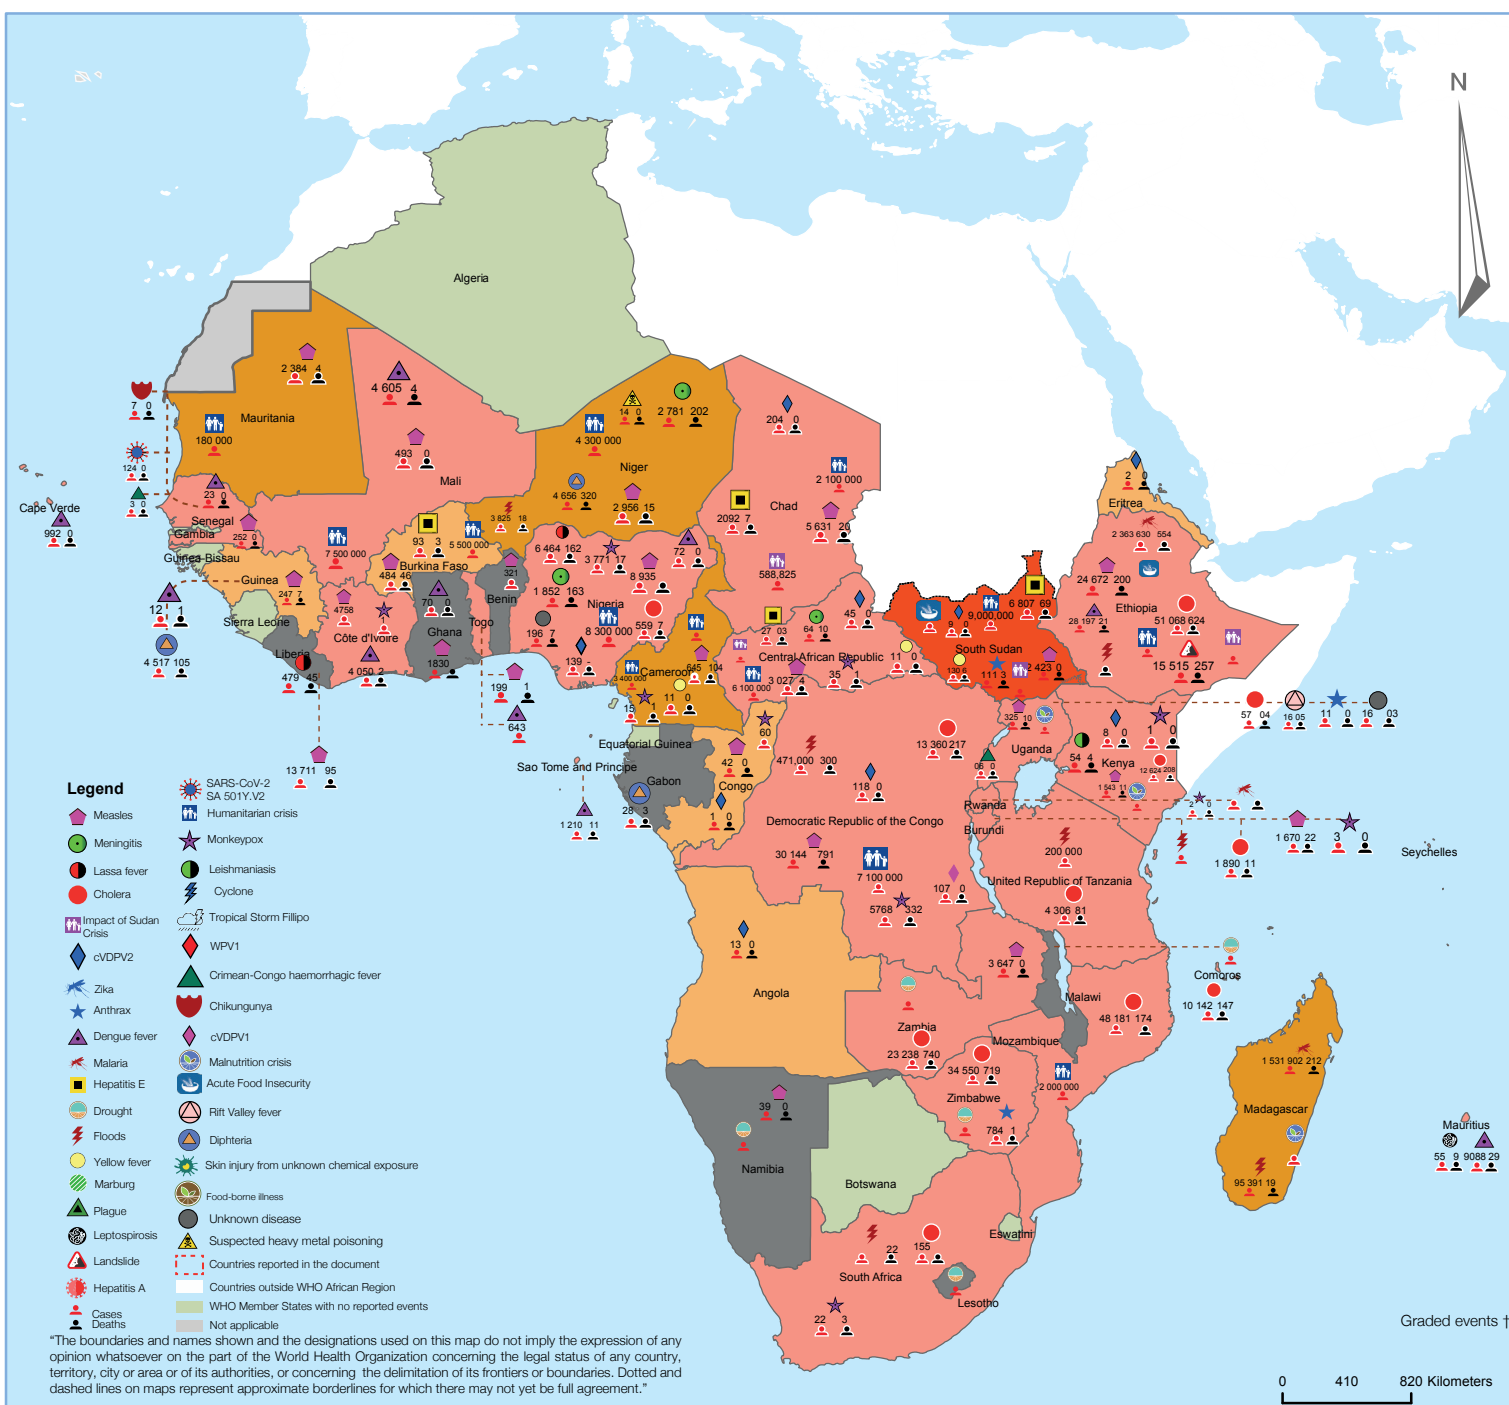 N
Algeria
2 384 4
Mauritania
180 000
7 0
124 0
3 0
4 605 4
493 0
Mali
14 0
2 781 202
4 300 000
Niger
4 656 320
2 956 15
3 825 18
204 0
2 100 000
Chad
2092 7
5 631 20
588,825
2 0
Eritrea
2 363 630 554
24 672 200
Ethiopia
28 197 21
51 068 624
15 515 257
Cape Verde
992 0
23 0
Senegal
252 0
Gambia
Guinea-Bissau
Guinea
247 7
12 1
4 517 105
Sierra Leone
Liberia
479 45
13 711 95
7 500 000
93 3
5 500 000
Burkina Faso
484 46
4758
Côte d'Ivoire
4 050 2
70 0
Ghana
1830
Togo
Benin
321
199 1
643
6 464 162
3 771 17
72 0
1 852 163
8 935
Nigeria
196 7
8 300 000
559 7
139 -
Cameroon
3 400 000
645 104
15 1
11 0
27 03
64 10
45 0
Central African Republic
6 100 000
3 027 4
35 1
11 0
9 0
9,000,000
6 807 69
South Sudan
130 6
111 3
2 423 0
Equatorial Guinea
Sao Tome and Principe
1 210 11
Gabon
28 3
60
42 0
Congo
1 0
471,000 300
13 360 217
118 0
Democratic Republic of the Congo
30 144 791
7 100 000
107 0
5768 332
325 10
Uganda
06 0
Rwanda
Burundi
54 4
8 0
1 0
Kenya
12 624 208
1 543 11
57 04
16 05
11 0
16 03
2 0
1 890 11
1 670 22
3 0
Seychelles
200 000
United Republic of Tanzania
4 306 81
Comoros
10 142 147
13 0
Angola
3 647 0
Malawi
Zambia
23 238 740
48 181 174
Mozambique
2 000 000
34 550 719
Zimbabwe
784 1
39 0
Namibia
Botswana
Eswatini
22
155
South Africa
Lesotho
22 3
1 531 902 212
Madagascar
95 391 19
Mauritius
55 9 9088 29
Legend
Measles
Meningitis
Lassa fever
Cholera
Impact of Sudan
Crisis
cVDPV2
Zika
Anthrax
Dengue fever
Malaria
Hepatitis E
Drought
Floods
Yellow fever
Marburg
Plague
Leptospirosis
Landslide
Hepatitis A
Cases
Deaths
SARS-CoV-2
SA 501Y.V2
Humanitarian crisis
Monkeypox
Leishmaniasis
Cyclone
Tropical Storm Fillipo
WPV1
Crimean-Congo haemorrhagic fever
Chikungunya
cVDPV1
Malnutrition crisis
Acute Food Insecurity
Rift Valley fever
Diphteria
Skin injury from unknown chemical exposure
Food-borne illness
Unknown disease
Suspected heavy metal poisoning
Countries reported in the document
Countries outside WHO African Region
WHO Member States with no reported events
Not applicable
"The boundaries and names shown and the designations used on this map do not imply the expression of any
opinion whatsoever on the part of the World Health Organization concerning the legal status of any country,
territory, city or area or of its authorities, or concerning the delimitation of its frontiers or boundaries. Dotted and
dashed lines on maps represent approximate borderlines for which there may not yet be full agreement."
Graded events †
0 410 820 Kilometers